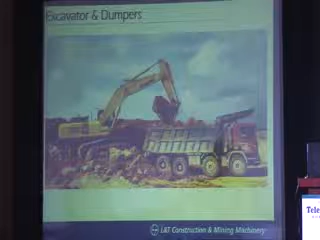 Excavator & Dumpers
L&T Construction & Mining Machinery
Tele